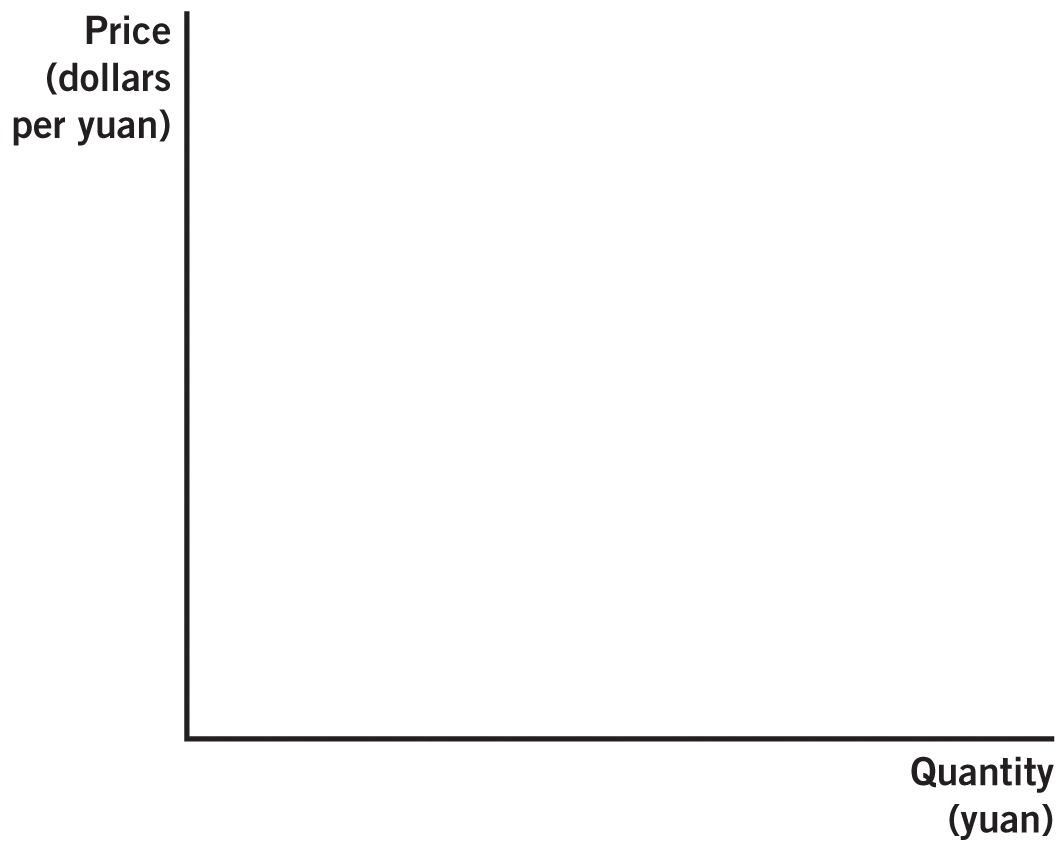 Price
(dollars
per yuan)
Quantity
(yuan)